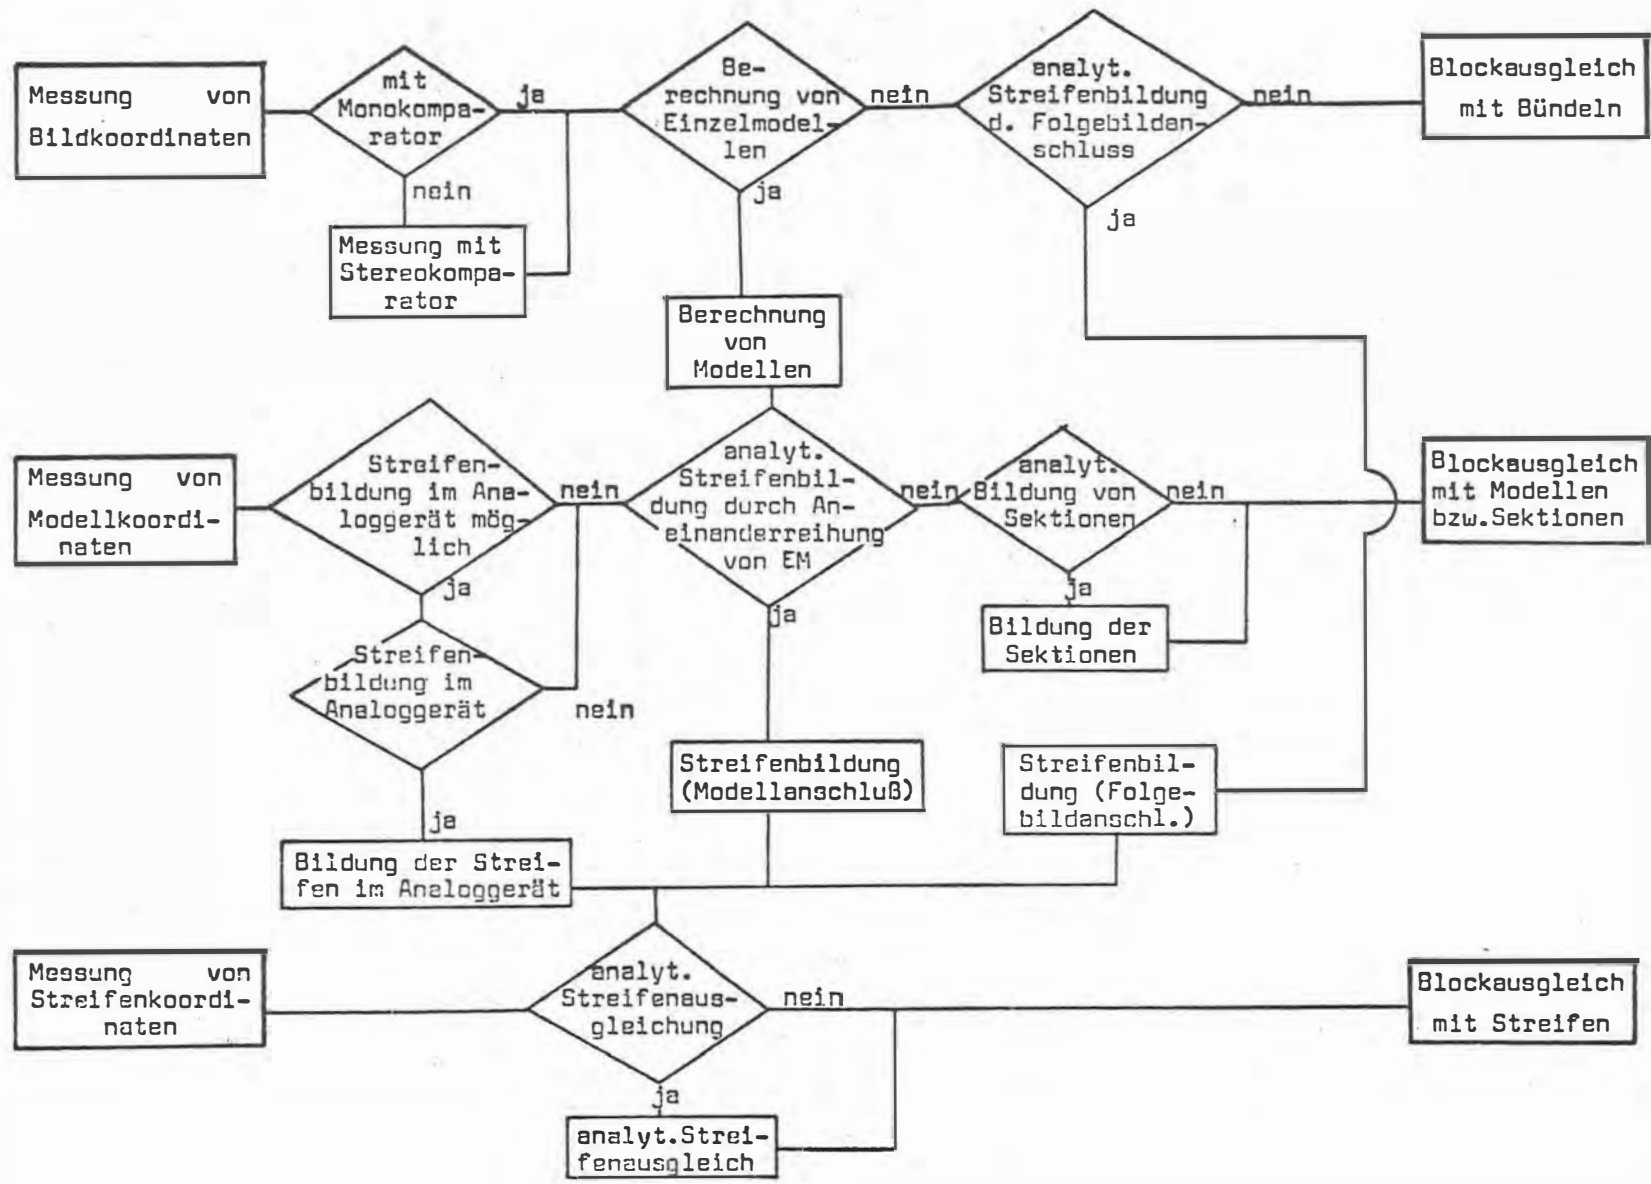 Messung von
Bildkoordinaten
mit
Monokompa-
rator
ja
nein
Messung mit
Stereokompa-
rator
Be-
rechnung von
Einzelmodel-
len
nein
ja
analyt.
Streifenbildung
d. Folgebildan-
schluss
nein
ja
Blockausgleich
mit Bündeln
Berechnung
von
Modellen
Messung von
Modellkoordi-
naten
Streifen-
bildung im Ana-
loggerät mög-
lich
nein
ja
Streifen-
bildung im
Analoggerät
nein
ja
Bildung der Strei-
fen im Analoggerät
analyt.
Streifenbil-
dung durch An-
einanderreihung
von EM
nein
ja
Streifenbildung
(Modellanschluß)
analyt.
Bildung von
Sektionen
nein
ja
Bildung der
Sektionen
Blockausgleich
mit Modellen
bzw.Sektionen
Streifenbil-
dung (Folge-
bildanschl.)
Messung von
Streifenkoordi-
naten
analyt.
Streifenaus-
gleichung
nein
ja
analyt.Strei-
fenausgleich
Blockausgleich
mit Streifen